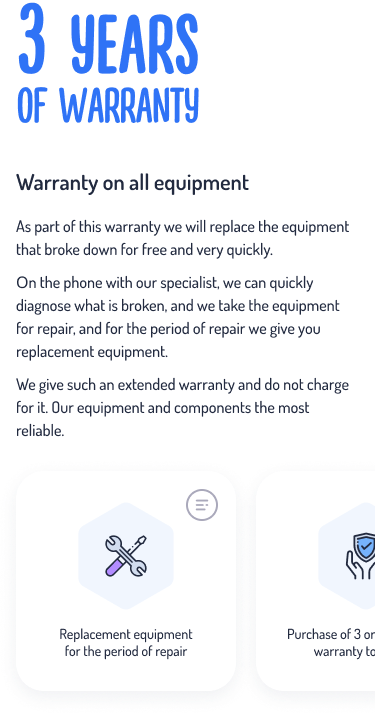 3 YEARS
OF WARRANTY
Warranty on all equipment
As part of this warranty we will replace the equipment
that broke down for free and very quickly.
On the phone with our specialist, we can quickly
diagnose what is broken, and we take the equipment
for repair, and for the period of repair we give you
replacement equipment.
We give such an extended warranty and do not charge
for it. Our equipment and components the most
reliable.
Replacement equipment
for the period of repair
Purchase of 3 or
warranty to